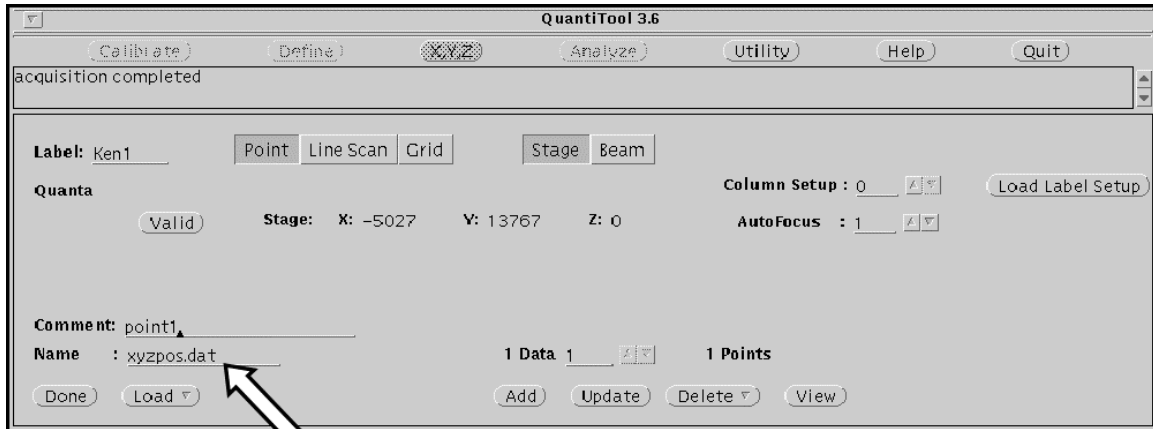 QuantiTool 3.6
Calibrate Define X,Y,Z Analyze Utility Help Quit
acquisition completed
Label: Ken1 Point Line Scan Grid Stage Beam
Quanta Column Setup : 0 Load Label Setup
Valid Stage: X: -5027 Y: 13767 Z: 0 AutoFocus : 1
Comment: point1
Name : xyzpos.dat 1 Data 1 1 Points
Done Load Add Update Delete View